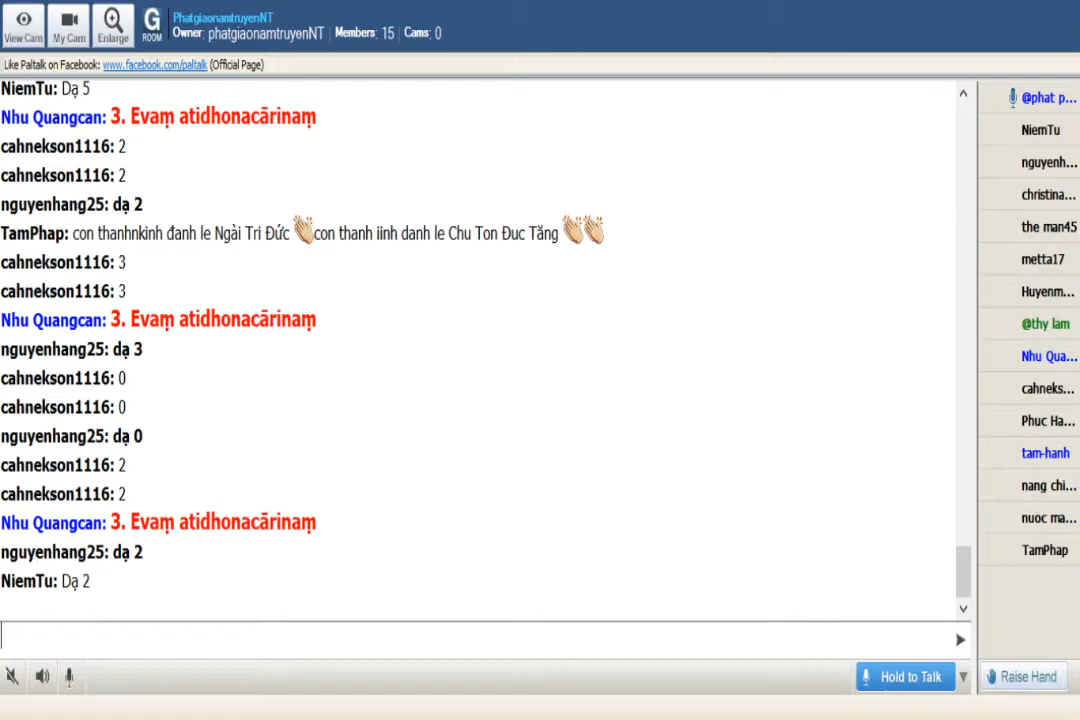 View Cam
My Cam
Enlarge
G
ROOM
PhatgiaonamtruyenNT
Owner: phatgiaonamtruyenNT | Members: 15 | Cams: 0
Like Paltalk on Facebook: www.facebook.com/paltalk (Official Page)
NiemTu: Dạ 5
Nhu Quangcan: 3. Evaṃ atidhonacārinaṃ
cahnekson1116: 2
cahnekson1116: 2
nguyenhang25: dạ 2
TamPhap: con thanhnkinh đanh le Ngài Tri Đức con thanh iinh danh le Chu Ton Đuc Tăng
cahnekson1116: 3
cahnekson1116: 3
Nhu Quangcan: 3. Evaṃ atidhonacārinaṃ
nguyenhang25: dạ 3
cahnekson1116: 0
cahnekson1116: 0
nguyenhang25: dạ 0
cahnekson1116: 2
cahnekson1116: 2
Nhu Quangcan: 3. Evaṃ atidhonacārinaṃ
nguyenhang25: dạ 2
NiemTu: Dạ 2
@phat p...
NiemTu
nguyenh...
christina...
the man45
metta17
Huyenm...
@thy lam
Nhu Qua...
cahneks...
Phuc Ha...
tam-hanh
nang chi...
nuoc ma...
TamPhap
Hold to Talk
Raise Hand